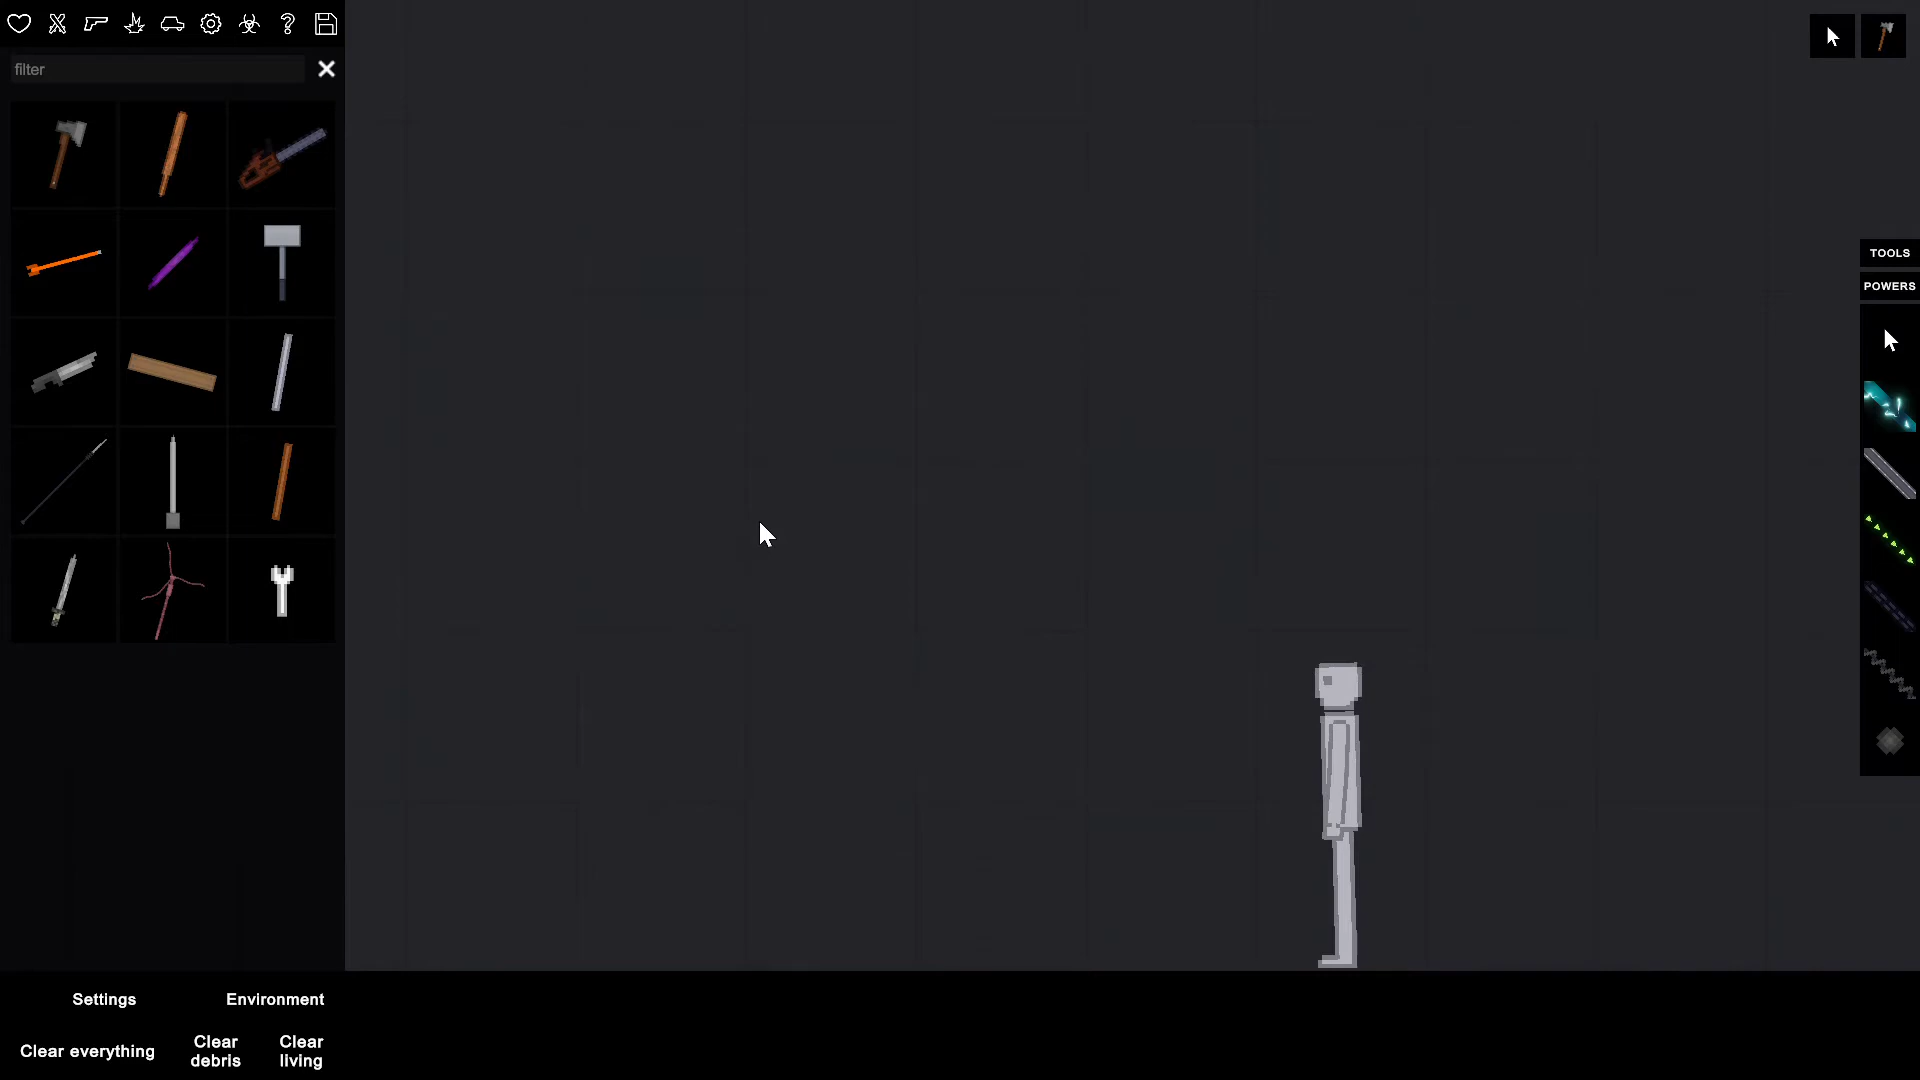 filter
TOOLS
POWERS
Settings
Environment
Clear everything
Clear
debris
Clear
living